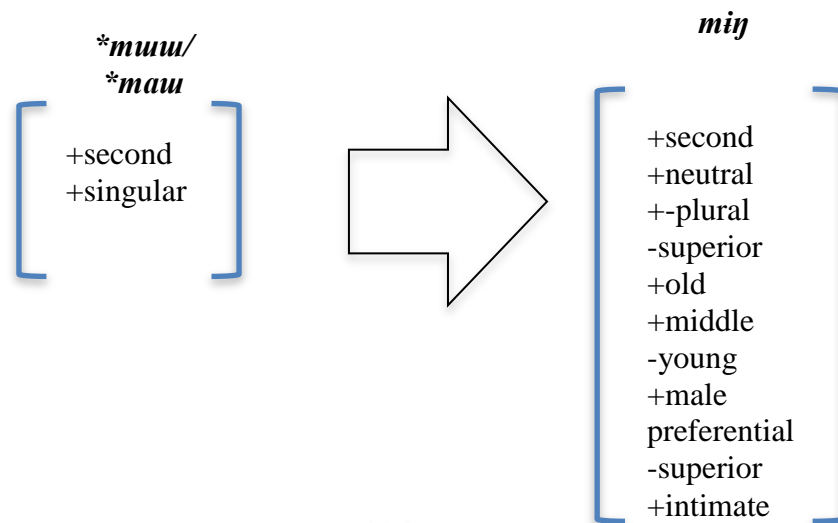 *mɯɯ/
*maɯ
+second
+singular
miŋ
+second
+neutral
+-plural
-superior
+old
+middle
-young
+male
preferential
-superior
+intimate